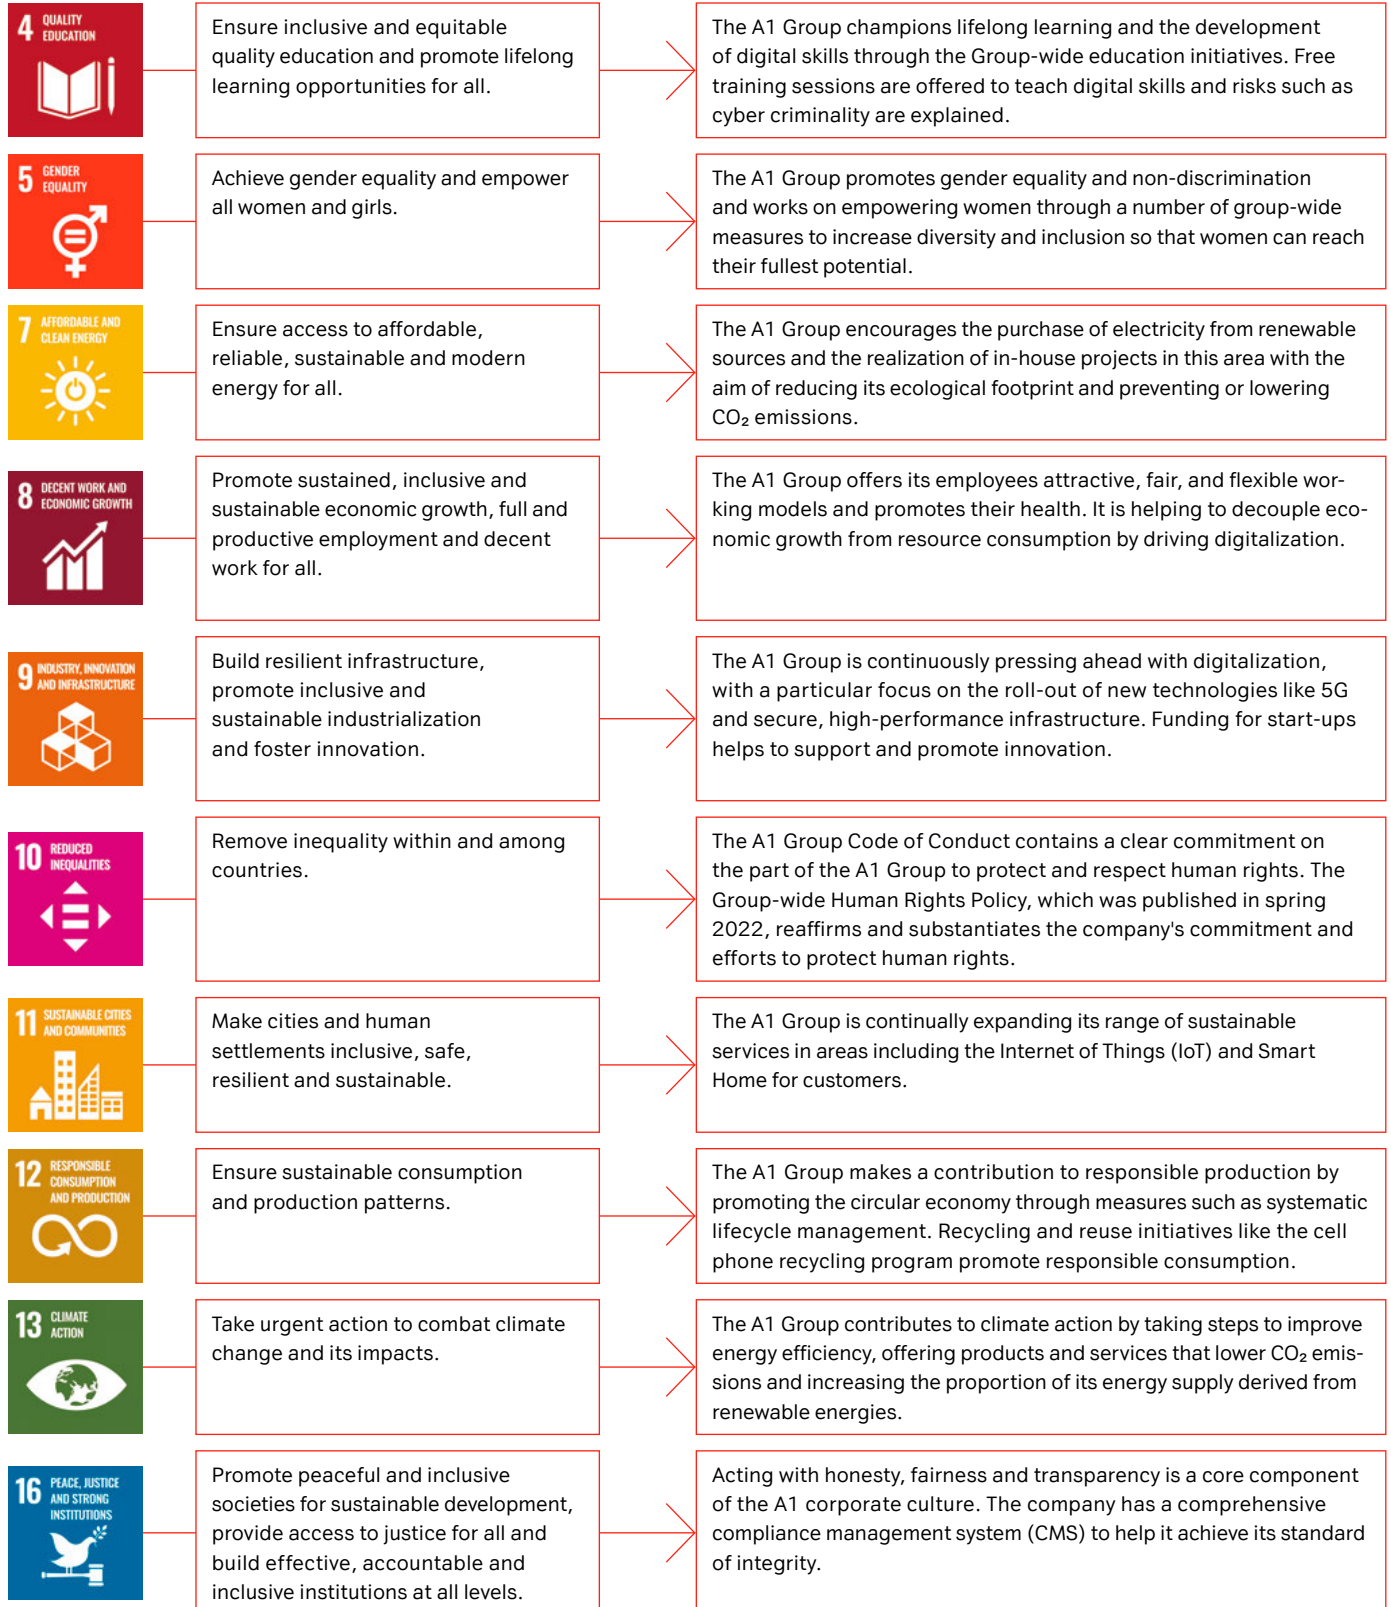 4 QUALITY
EDUCATION
Ensure inclusive and equitable
quality education and promote lifelong
learning opportunities for all.
The A1 Group champions lifelong learning and the development
of digital skills through the Group-wide education initiatives. Free
training sessions are offered to teach digital skills and risks such as
cyber criminality are explained.
5 GENDER
EQUALITY
Achieve gender equality and empower
all women and girls.
The A1 Group promotes gender equality and non-discrimination
and works on empowering women through a number of group-wide
measures to increase diversity and inclusion so that women can reach
their fullest potential.
7 AFFORDABLE AND
CLEAN ENERGY
Ensure access to affordable,
reliable, sustainable and modern
energy for all.
The A1 Group encourages the purchase of electricity from renewable
sources and the realization of in-house projects in this area with the
aim of reducing its ecological footprint and preventing or lowering
CO₂ emissions.
8 DECENT WORK AND
ECONOMIC GROWTH
Promote sustained, inclusive and
sustainable economic growth, full and
productive employment and decent
work for all.
The A1 Group offers its employees attractive, fair, and flexible wor-
king models and promotes their health. It is helping to decouple eco-
nomic growth from resource consumption by driving digitalization.
9 INDUSTRY, INNOVATION
AND INFRASTRUCTURE
Build resilient infrastructure,
promote inclusive and
sustainable industrialization
and foster innovation.
The A1 Group is continuously pressing ahead with digitalization,
with a particular focus on the roll-out of new technologies like 5G
and secure, high-performance infrastructure. Funding for start-ups
helps to support and promote innovation.
10 REDUCED
INEQUALITIES
Remove inequality within and among
countries.
The A1 Group Code of Conduct contains a clear commitment on
the part of the A1 Group to protect and respect human rights. The
Group-wide Human Rights Policy, which was published in spring
2022, reaffirms and substantiates the company's commitment and
efforts to protect human rights.
11 SUSTAINABLE CITIES
AND COMMUNITIES
Make cities and human
settlements inclusive, safe,
resilient and sustainable.
The A1 Group is continually expanding its range of sustainable
services in areas including the Internet of Things (IoT) and Smart
Home for customers.
12 RESPONSIBLE
CONSUMPTION
AND PRODUCTION
Ensure sustainable consumption
and production patterns.
The A1 Group makes a contribution to responsible production by
promoting the circular economy through measures such as systematic
lifecycle management. Recycling and reuse initiatives like the cell
phone recycling program promote responsible consumption.
13 CLIMATE
ACTION
Take urgent action to combat climate
change and its impacts.
The A1 Group contributes to climate action by taking steps to improve
energy efficiency, offering products and services that lower CO₂ emis-
sions and increasing the proportion of its energy supply derived from
renewable energies.
16 PEACE, JUSTICE
AND STRONG
INSTITUTIONS
Promote peaceful and inclusive
societies for sustainable development,
provide access to justice for all and
build effective, accountable and
inclusive institutions at all levels.
Acting with honesty, fairness and transparency is a core component
of the A1 corporate culture. The company has a comprehensive
compliance management system (CMS) to help it achieve its standard
of integrity.